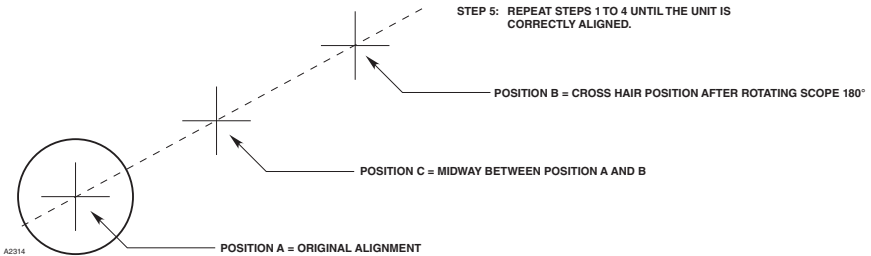 STEP 5: REPEAT STEPS 1 TO 4 UNTIL THE UNIT IS
CORRECTLY ALIGNED.
POSITION B = CROSS HAIR POSITION AFTER ROTATING SCOPE 180°
POSITION C = MIDWAY BETWEEN POSITION A AND B
POSITION A = ORIGINAL ALIGNMENT
A2314